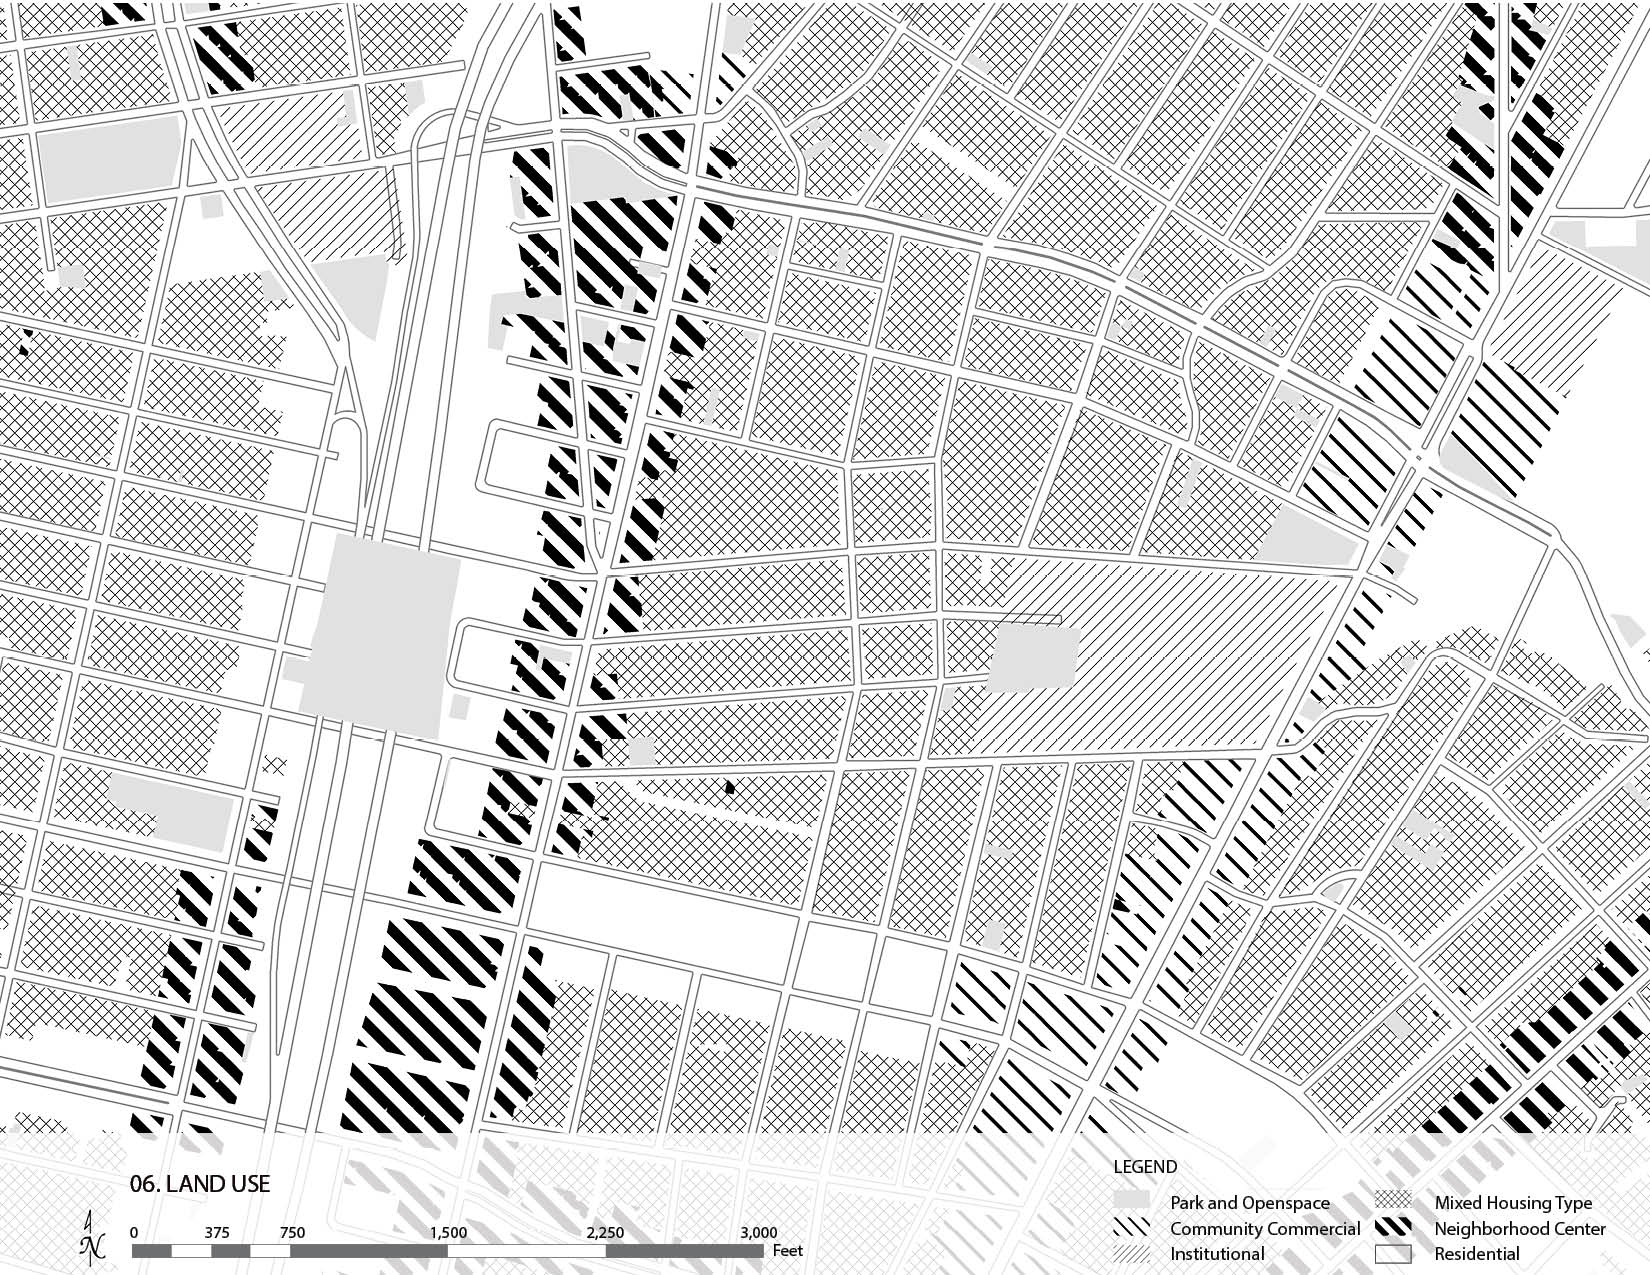 06. LAND USE
N
0 375 750 1,500 2,250 3,000
Feet
LEGEND
Park and Openspace
Community Commercial
Institutional
Mixed Housing Type
Neighborhood Center
Residential